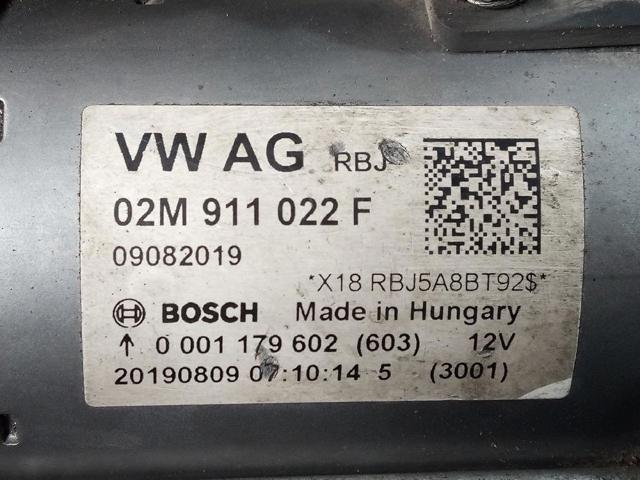 VW AG RBJ
02M 911 022 F
09082019
*X18 RBJ5A8BT92$*
BOSCH Made in Hungary
↑ 0 001 179 602 (603) 12V
20190809 07:10:14 5 (3001)